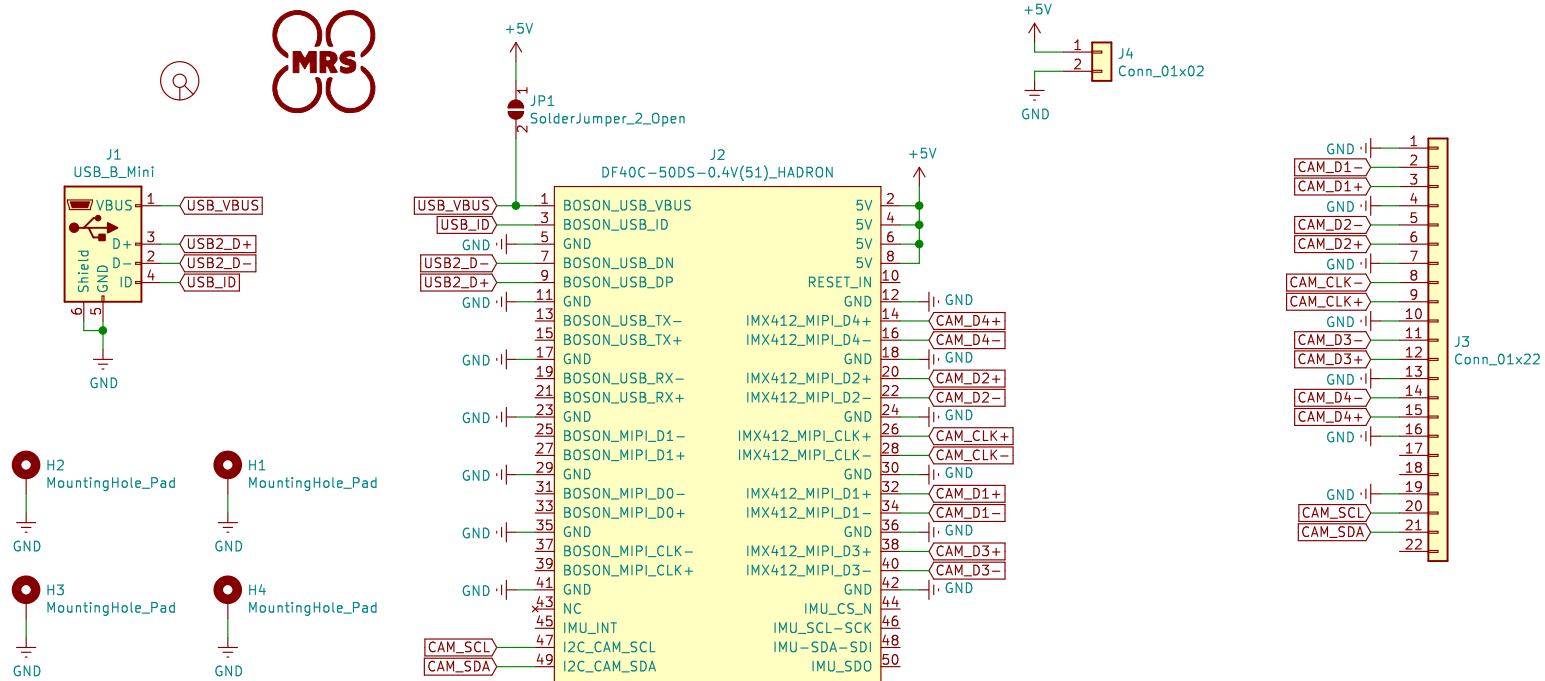 MRS
+5V
1
JP1
SolderJumper_2_Open
2
+5V
1
2
J4
Conn_01x02
GND
J1
USB_B_Mini
VBUS 1 USB_VBUS
D+ 3 USB2_D+
D- 2 USB2_D-
ID 4 USB_ID
Shield
GND
6
5
GND
H2
MountingHole_Pad
GND
H1
MountingHole_Pad
GND
H3
MountingHole_Pad
GND
H4
MountingHole_Pad
GND
J2
DF40C-50DS-0.4V(51)_HADRON
+5V
USB_VBUS 1 BOSON_USB_VBUS 5V 2
USB_ID 3 BOSON_USB_ID 5V 4
GND 5 GND 5V 6
USB2_D- 7 BOSON_USB_DN 5V 8
USB2_D+ 9 BOSON_USB_DP RESET_IN 10
GND 11 GND GND 12 GND
13 BOSON_USB_TX- IMX412_MIPI_D4+ 14 CAM_D4+
15 BOSON_USB_TX+ IMX412_MIPI_D4- 16 CAM_D4-
GND 17 GND GND 18 GND
19 BOSON_USB_RX- IMX412_MIPI_D2+ 20 CAM_D2+
21 BOSON_USB_RX+ IMX412_MIPI_D2- 22 CAM_D2-
GND 23 GND GND 24 GND
25 BOSON_MIPI_D1- IMX412_MIPI_CLK+ 26 CAM_CLK+
27 BOSON_MIPI_D1+ IMX412_MIPI_CLK- 28 CAM_CLK-
GND 29 GND GND 30 GND
31 BOSON_MIPI_D0- IMX412_MIPI_D1+ 32 CAM_D1+
33 BOSON_MIPI_D0+ IMX412_MIPI_D1- 34 CAM_D1-
GND 35 GND GND 36 GND
37 BOSON_MIPI_CLK- IMX412_MIPI_D3+ 38 CAM_D3+
39 BOSON_MIPI_CLK+ IMX412_MIPI_D3- 40 CAM_D3-
GND 41 GND GND 42 GND
43 NC IMU_CS_N 44
45 IMU_INT IMU_SCL-SCK 46
CAM_SCL 47 I2C_CAM_SCL IMU-SDA-SDI 48
CAM_SDA 49 I2C_CAM_SDA IMU_SDO 50
GND 1
CAM_D1- 2
CAM_D1+ 3
GND 4
CAM_D2- 5
CAM_D2+ 6
GND 7
CAM_CLK- 8
CAM_CLK+ 9
GND 10
CAM_D3- 11
CAM_D3+ 12
GND 13
CAM_D4- 14
CAM_D4+ 15
GND 16
17
18
GND 19
CAM_SCL 20
CAM_SDA 21
22
J3
Conn_01x22